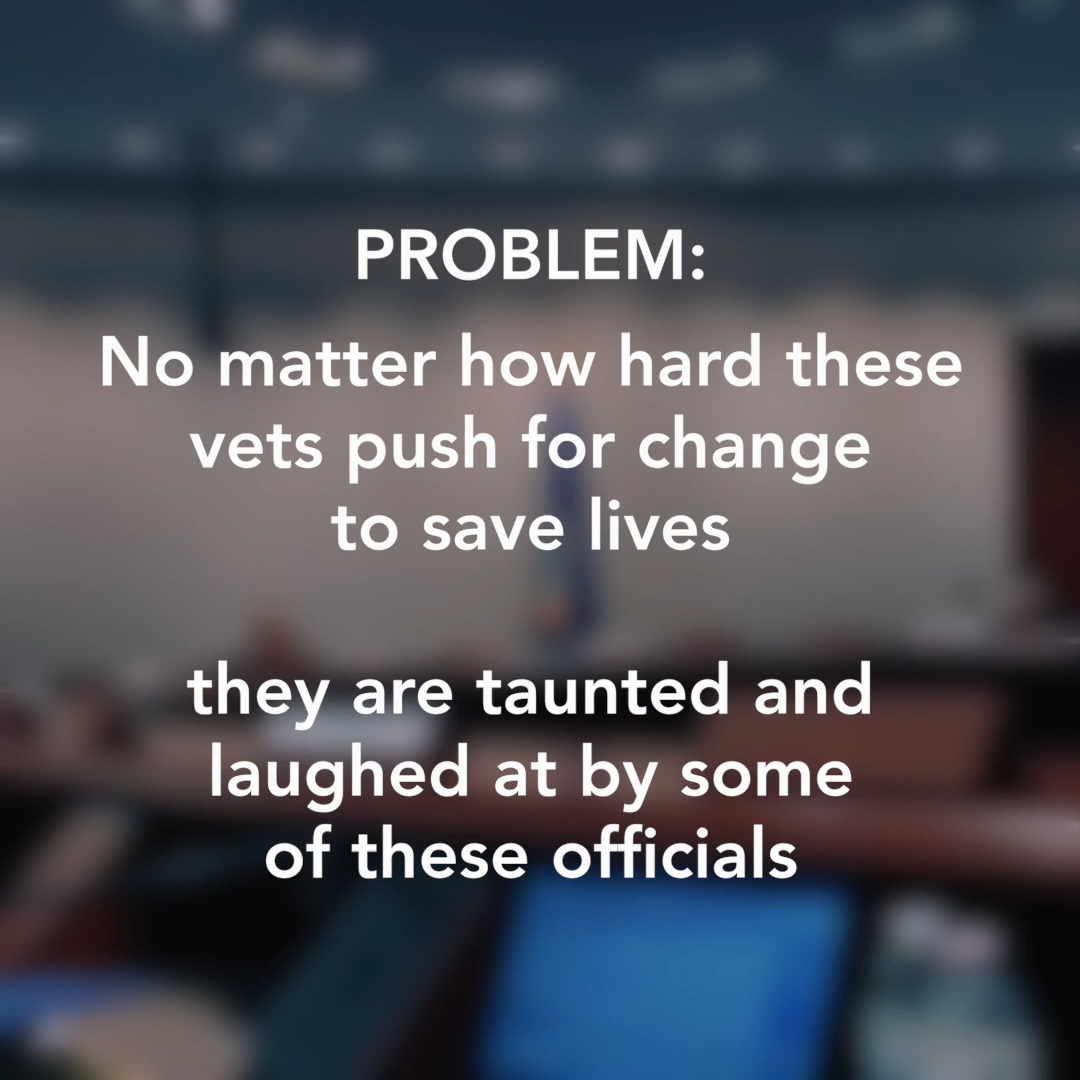 PROBLEM:
No matter how hard these
vets push for change
to save lives
they are taunted and
laughed at by some
of these officials